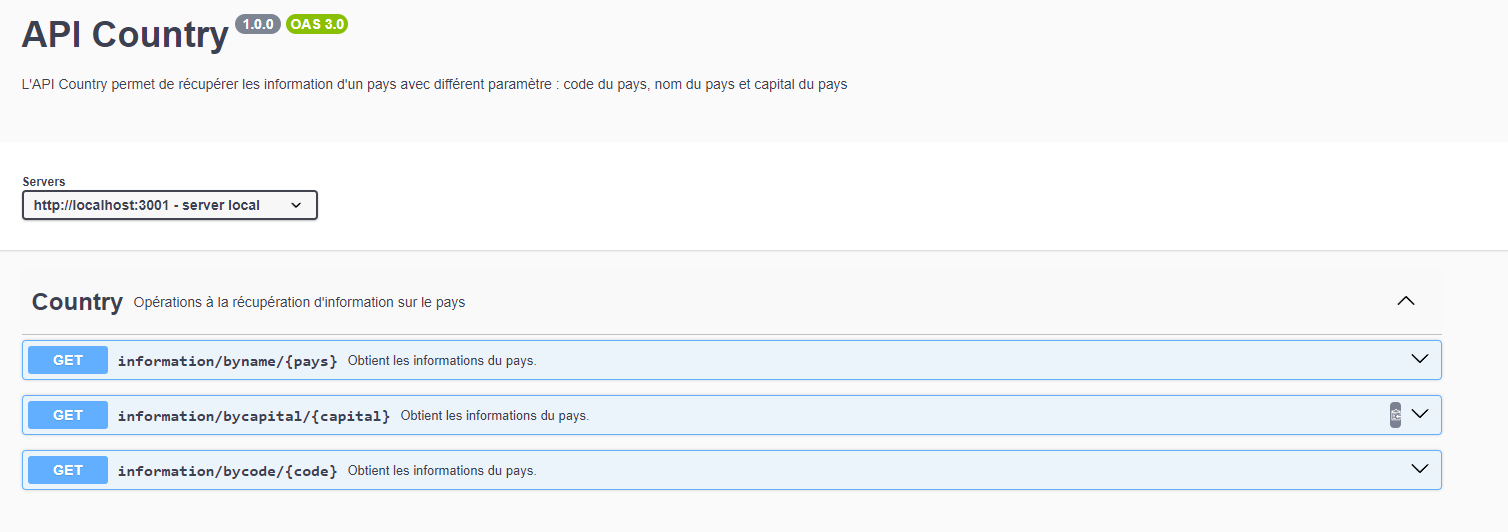 API Country 1.0.0 OAS 3.0
L'API Country permet de récupérer les information d'un pays avec différent paramètre : code du pays, nom du pays et capital du pays
Servers
http://localhost:3001 - server local
Country Opérations à la récupération d'information sur le pays
GET information/byname/{pays} Obtient les informations du pays.
GET information/bycapital/{capital} Obtient les informations du pays.
GET information/bycode/{code} Obtient les informations du pays.